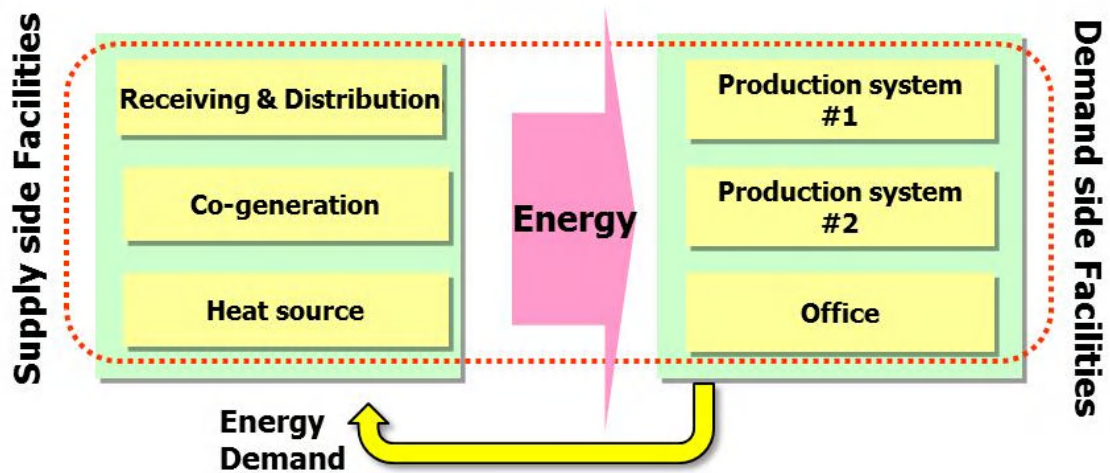 Supply side Facilities
Receiving & Distribution
Co-generation
Heat source
Energy
Production system
#1
Production system
#2
Office
Demand side Facilities
Energy
Demand